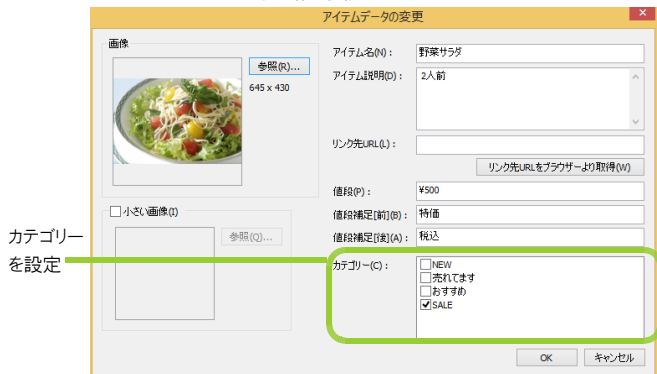 アイテムデータの変更
画像
参照(R)...
645 x 430
アイテム名(N)：
野菜サラダ
アイテム説明(D)：
2人前
リンク先URL(L)：
リンク先URLをブラウザーより取得(W)
値段(P)：
¥500
小さい画像(I)
参照(Q)...
値段補足[前](B)：
特価
値段補足[後](A)：
税込
カテゴリー
を設定
カテゴリー(C)：
NEW
売れてます
おすすめ
SALE
OK
キャンセル